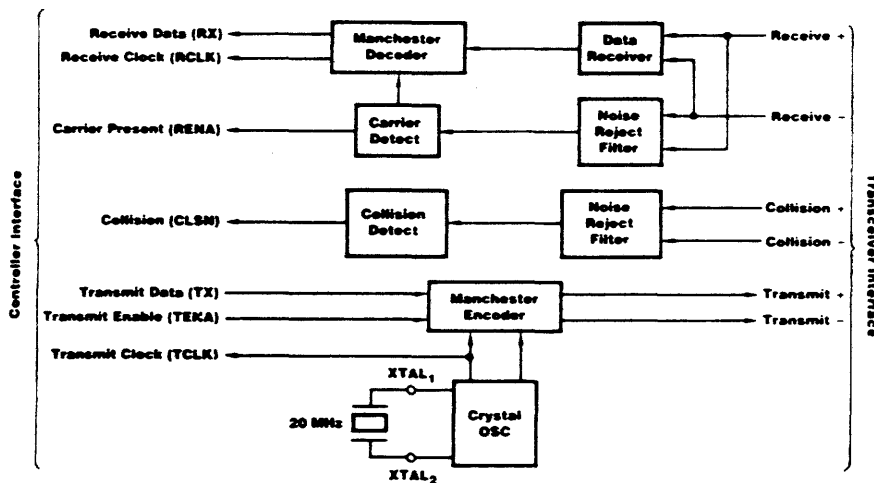 Receive Data (RX)
Receive Clock (RCLK)
Manchester
Decoder
Data
Receiver
Receive +
Carrier Present (RENA)
Carrier
Detect
Noise
Reject
Filter
Receive -
Controller Interface
Transceiver Interface
Collision (CLSN)
Collision
Detect
Noise
Reject
Filter
Collision +
Collision -
Transmit Data (TX)
Transmit Enable (TEKA)
Manchester
Encoder
Transmit +
Transmit -
Transmit Clock (TCLK)
XTAL1
20 MHz
Crystal
OSC
XTAL2